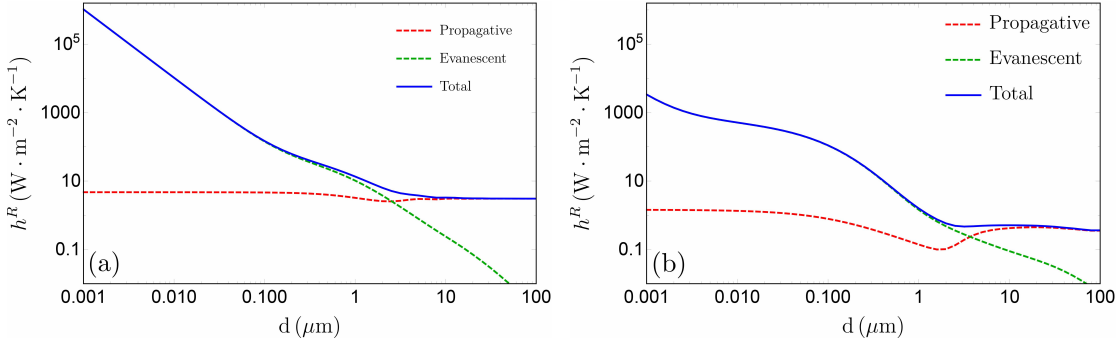 h^R (W · m^-2 · K^-1)
10^5
1000
10
0.1
(a)
Propagative
Evanescent
Total
0.001
0.010
0.100
1
10
100
d (μm)
h^R (W · m^-2 · K^-1)
10^5
1000
10
0.1
(b)
Propagative
Evanescent
Total
0.001
0.010
0.100
1
10
100
d (μm)